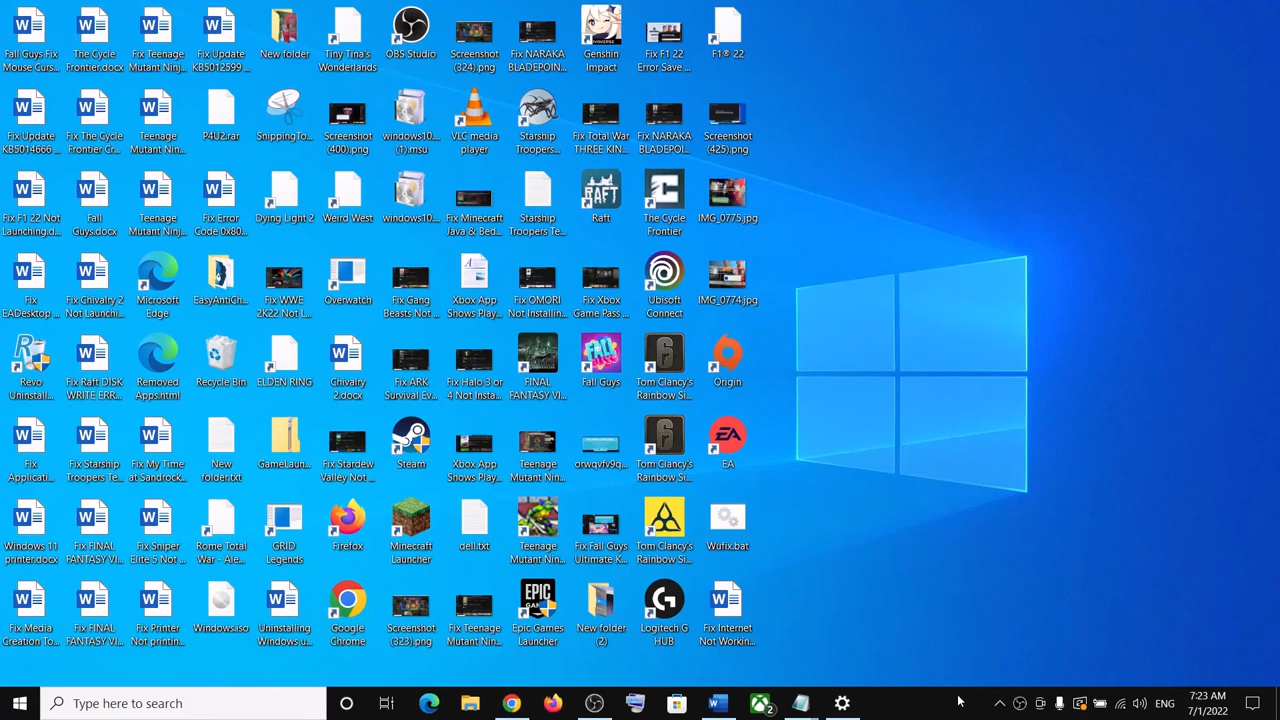 Fall Guys Fix
Mouse Curs...
The Cycle
Frontier.docx
Fix Teenage
Mutant Ninj...
Fix Update
KB5012599 ...
New folder
Tiny Tina's
Wonderlands
OBS Studio
Screenshot
(324).png
Fix NARAKA
BLADEPOIN...
Genshin
Impact
Fix F1 22
Error Save ...
F1® 22
Fix Update
KB5014666 ...
Fix The Cycle
Frontier Cr...
Teenage
Mutant Ninj...
P4U2.rar
SnippingTo...
Screenshot
(400).png
windows10....
(1).msu
VLC media
player
Starship
Troopers...
Fix Total War
THREE KIN...
Fix NARAKA
BLADEPOI...
Screenshot
(425).png
Fix F1 22 Not
Launching.d...
Fall
Guys.docx
Teenage
Mutant Ninj...
Fix Error
Code 0x80...
Dying Light 2
Weird West
windows10....
Fix Minecraft
Java & Bed...
Starship
Troopers Te...
RAFT
Raft
The Cycle
Frontier
IMG_0775.jpg
Fix
EADesktop ...
Fix Chivalry 2
Not Launchi...
Microsoft
Edge
EasyAntiCh...
Fix WWE
2K22 Not L...
Overwatch
Fix Gang
Beasts Not ...
Xbox App
Shows Play...
Fix OMORI
Not Installin...
Fix Xbox
Game Pass ...
Ubisoft
Connect
IMG_0774.jpg
Revo
Uninstall...
Fix Raft DISK
WRITE ERR...
Removed
Apps.html
Recycle Bin
ELDEN RING
Chivalry
2.docx
Fix ARK
Survival Ev...
Fix Halo 3 or
4 Not Insta...
FINAL
FANTASY VI...
FALL GUYS
Fall Guys
6
Tom Clancy's
Rainbow Si...
Origin
Fix
Applicati...
Fix Starship
Troopers Te...
Fix My Time
at Sandrock...
New
folder.txt
GameLaun...
Fix Stardew
Valley Not ...
Steam
Xbox App
Shows Play...
Teenage
Mutant Nin...
orwqvfv9q...
6
Tom Clancy's
Rainbow Si...
EA
EA
Windows 11
printer.docx
Fix FINAL
FANTASY VI...
Fix Sniper
Elite 5 Not ...
Rome Total
War - Ale...
GRID
Legends
Firefox
Minecraft
Launcher
dell.txt
Teenage
Mutant Nin...
Fix Fall Guys
Ultimate K...
Tom Clancy's
Rainbow Si...
Wufix.bat
Fix Media
Creation To...
Fix FINAL
FANTASY VI...
Fix Printer
Not printin...
Windows.iso
Uninstalling
Windows u...
Google
Chrome
Screenshot
(323).png
Fix Teenage
Mutant Nin...
EPIC
Epic Games
Launcher
New folder
(2)
Logitech G
HUB
Fix Internet
Not Workin...
Type here to search
2
ENG
7:23 AM
7/1/2022